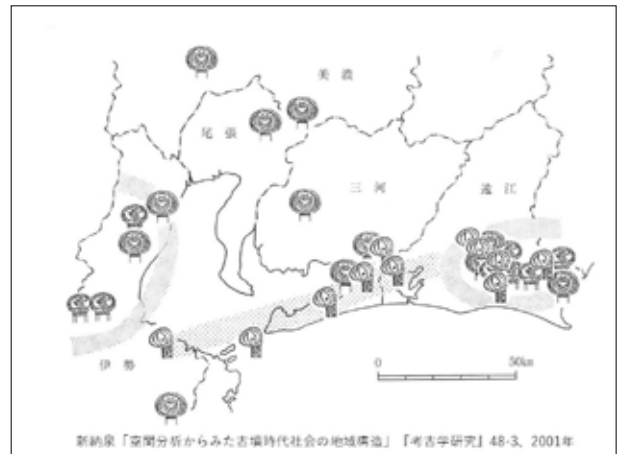 美濃
尾張
三河
遠江
伊勢
0 50km
新納泉「空間分析からみた古墳時代社会の地域構造」『考古学研究』48-3、2001年